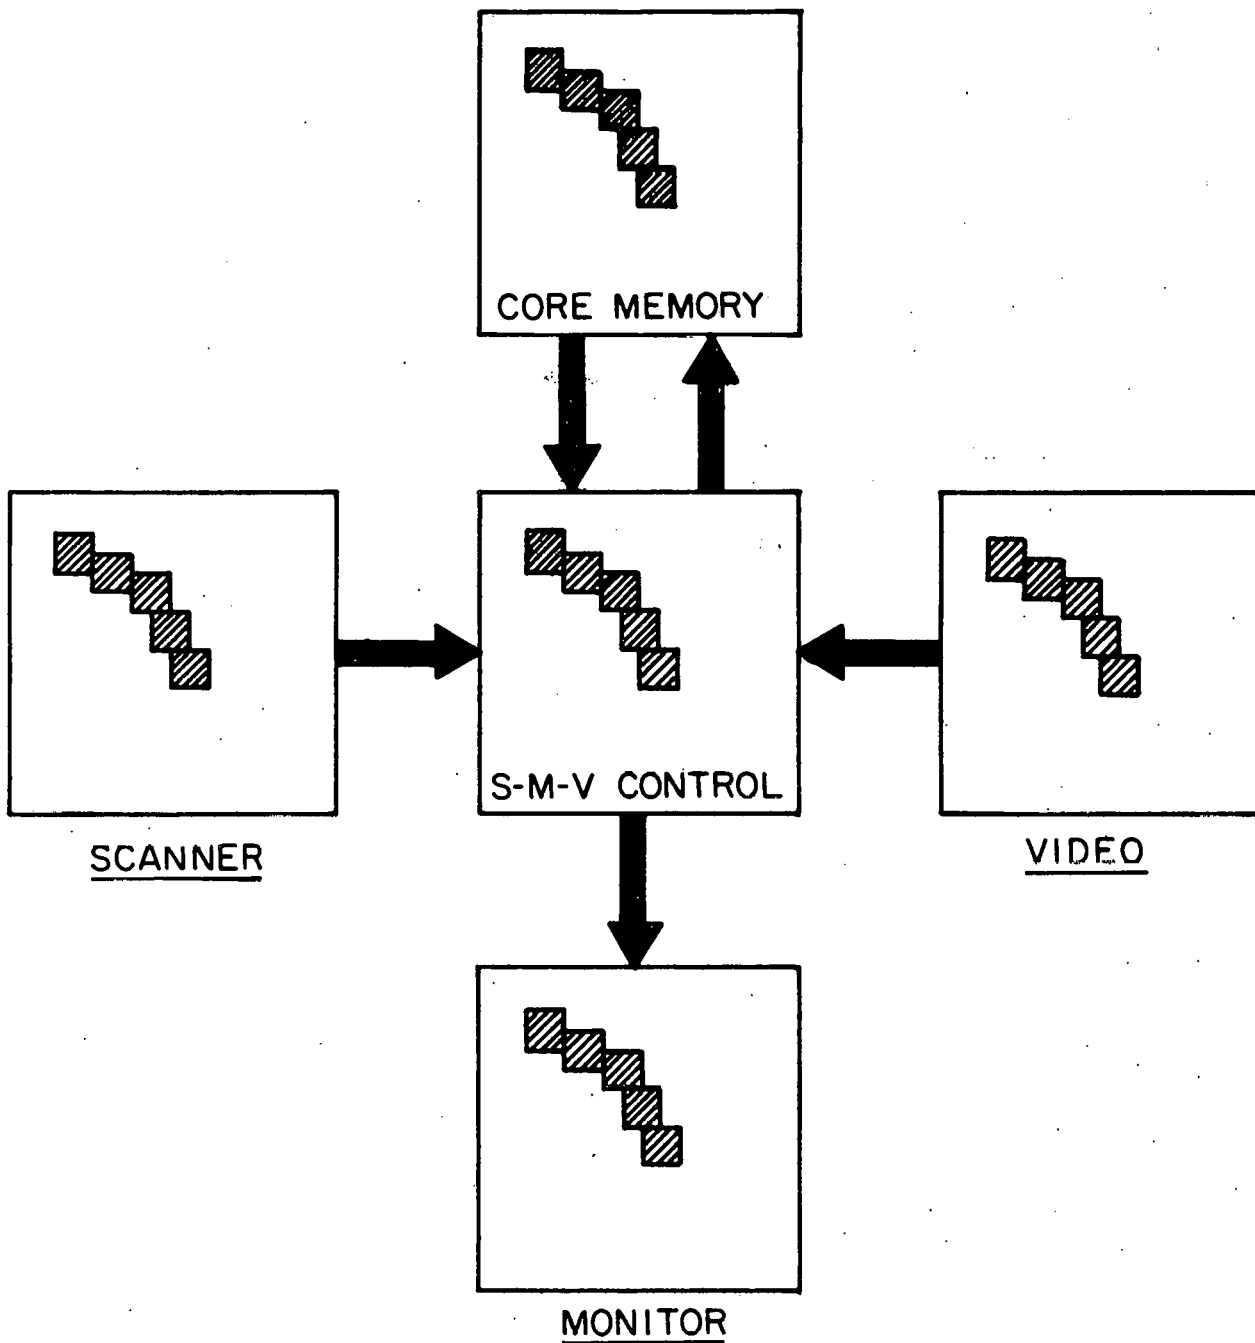 CORE MEMORY
S-M-V CONTROL
SCANNER
VIDEO
MONITOR